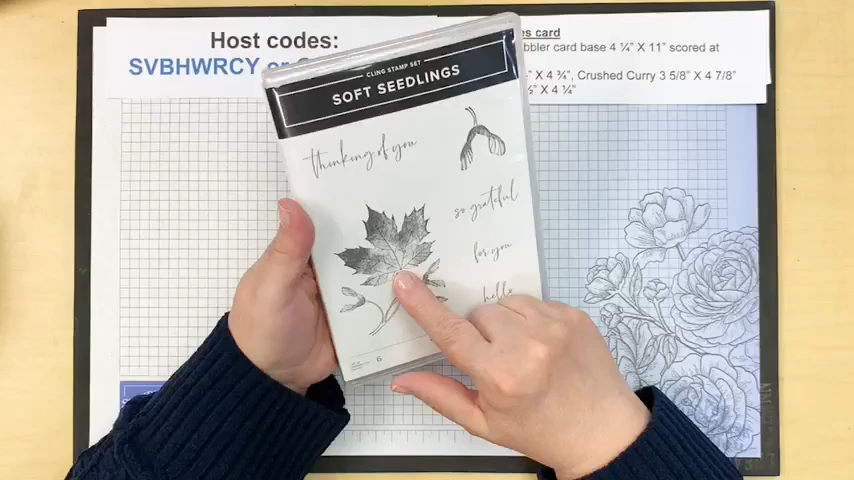 Host codes:
SVBHWRCY or
CLING STAMP SET
SOFT SEEDLINGS
thinking of you
so grateful
for you
hello
6
es card
bbler card base 4 ¼" X 11" scored at
X 4 ¾", Crushed Curry 3 5/8" X 4 7/8"
½" X 4 ¼"